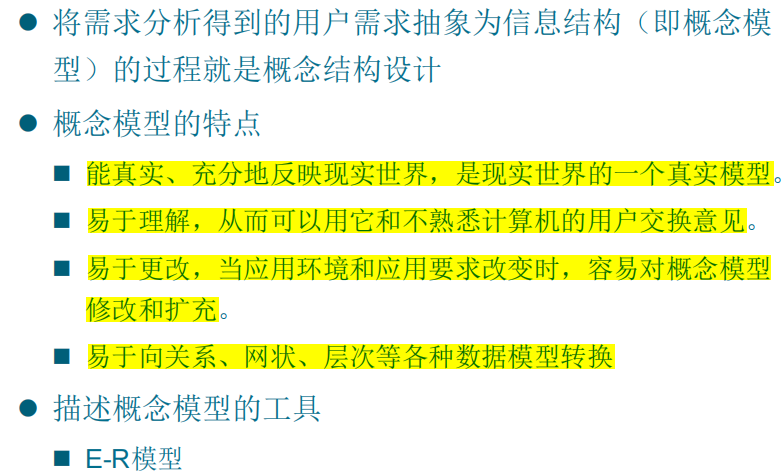 ● 将需求分析得到的用户需求抽象为信息结构（即概念模
型）的过程就是概念结构设计
● 概念模型的特点
■ 能真实、充分地反映现实世界，是现实世界的一个真实模型。
■ 易于理解，从而可以用它和不熟悉计算机的用户交换意见。
■ 易于更改，当应用环境和应用要求改变时，容易对概念模型
修改和扩充。
■ 易于向关系、网状、层次等各种数据模型转换
● 描述概念模型的工具
■ E-R模型